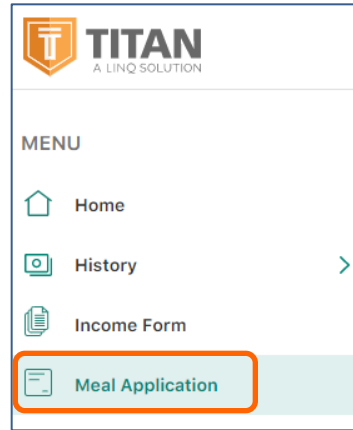 TITAN
A LINQ SOLUTION
MENU
Home
History
Income Form
Meal Application